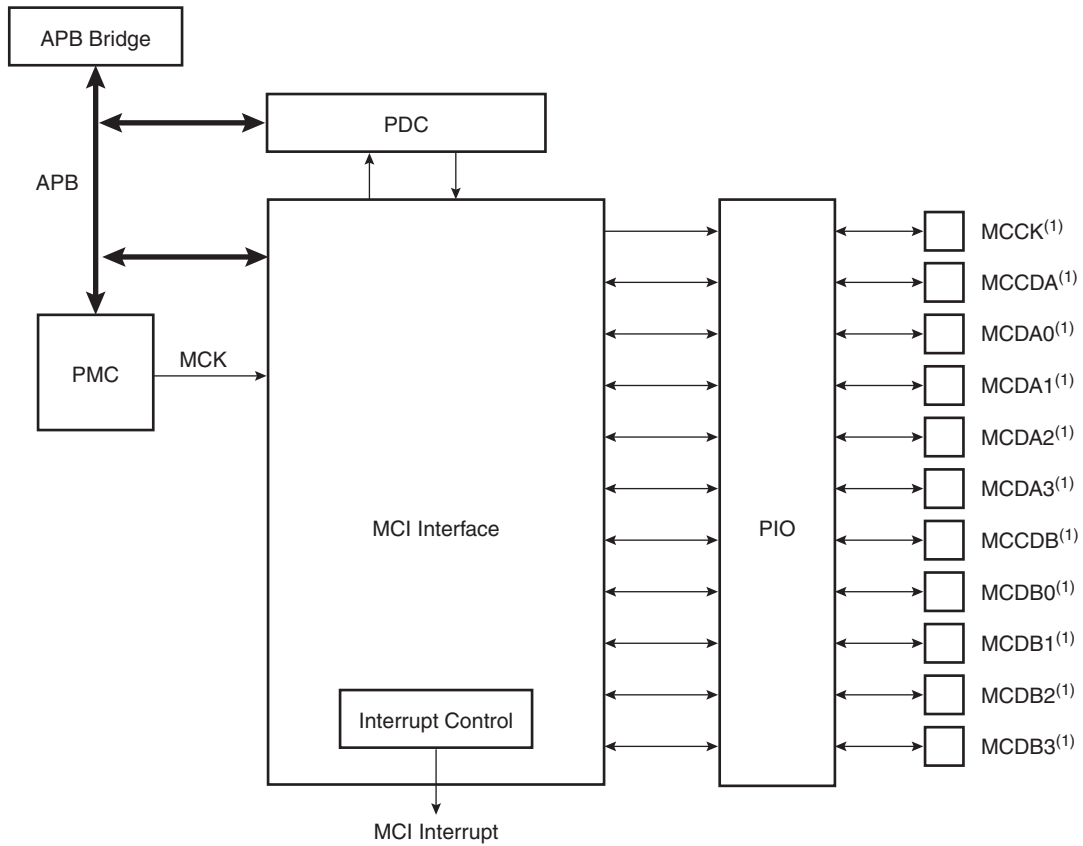 APB Bridge
PDC
APB
MCCK(1)
MCCDA(1)
MCDA0(1)
PMC
MCK
MCDA1(1)
MCDA2(1)
MCDA3(1)
MCI Interface
PIO
MCCDB(1)
MCDB0(1)
MCDB1(1)
MCDB2(1)
Interrupt Control
MCDB3(1)
MCI Interrupt